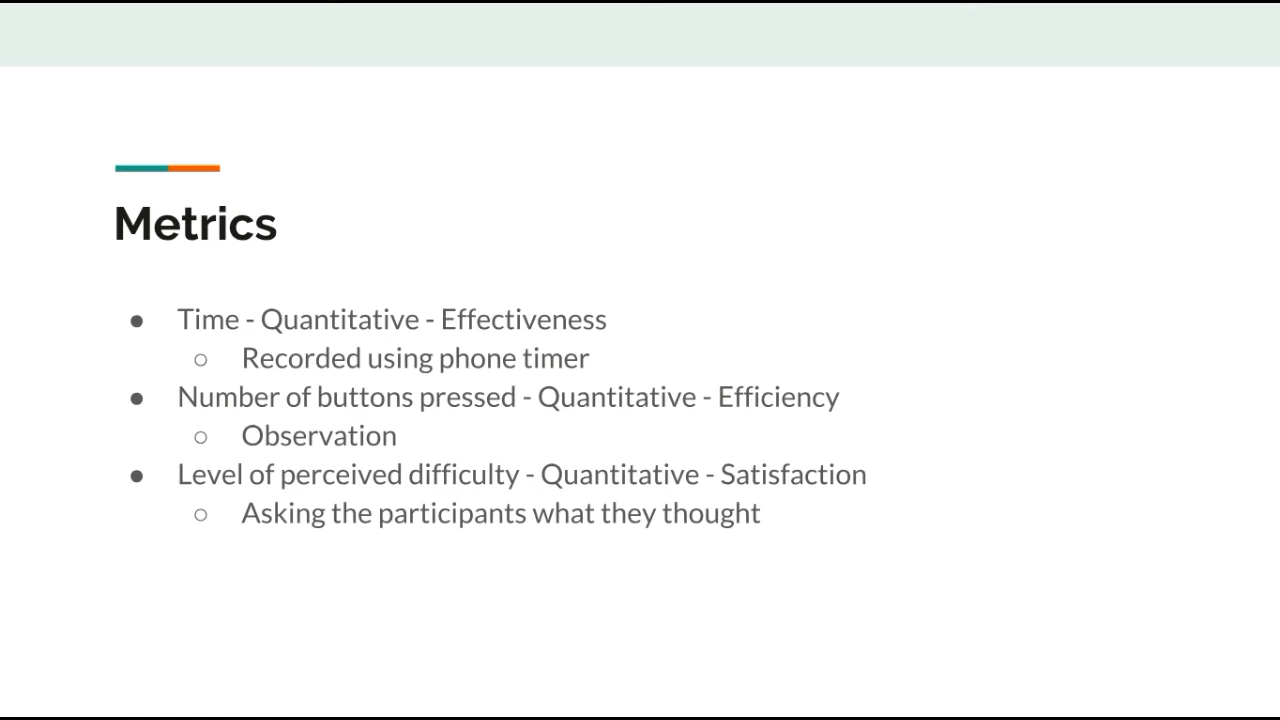 Metrics
● Time - Quantitative - Effectiveness
○ Recorded using phone timer
● Number of buttons pressed - Quantitative - Efficiency
○ Observation
● Level of perceived difficulty - Quantitative - Satisfaction
○ Asking the participants what they thought